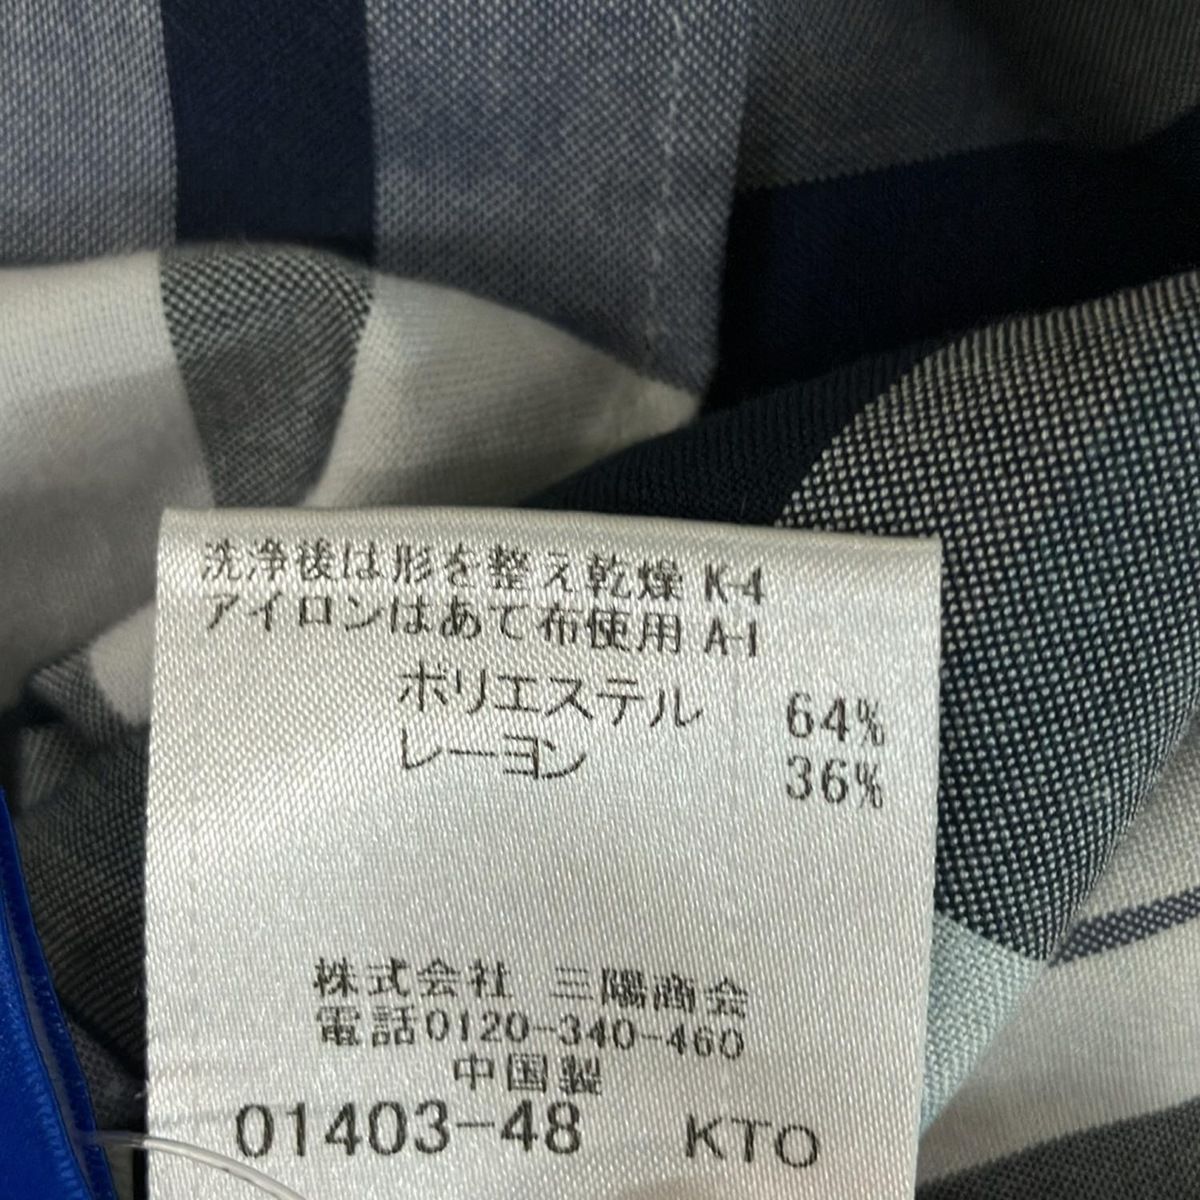 洗浄後は形を整え乾燥 K-4
アイロンはあて布使用 A-1
ポリエステル 64%
レーヨン 36%
株式会社 三陽商会
電話0120-340-460
中国製
01403-48 KTO